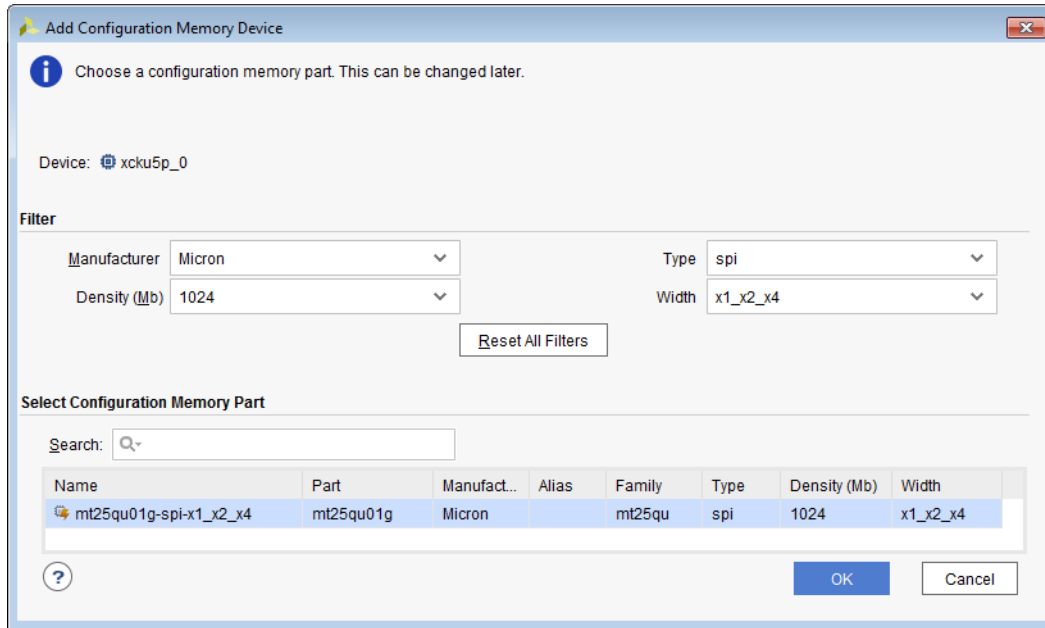 Add Configuration Memory Device
Choose a configuration memory part. This can be changed later.
Device: xcku5p_0
Filter
Manufacturer Micron Type spi
Density (Mb) 1024 Width x1_x2_x4
Reset All Filters
Select Configuration Memory Part
Search:
Name Part Manufact... Alias Family Type Density (Mb) Width
mt25qu01g-spi-x1_x2_x4 mt25qu01g Micron mt25qu spi 1024 x1_x2_x4
? OK Cancel